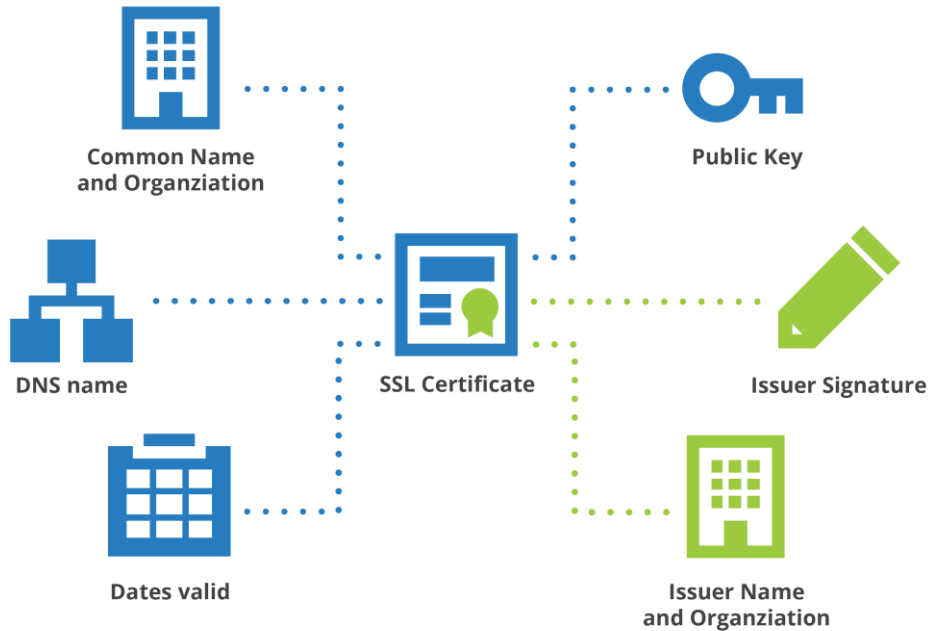 Common Name
and Organziation
Public Key
DNS name
SSL Certificate
Issuer Signature
Dates valid
Issuer Name
and Organziation